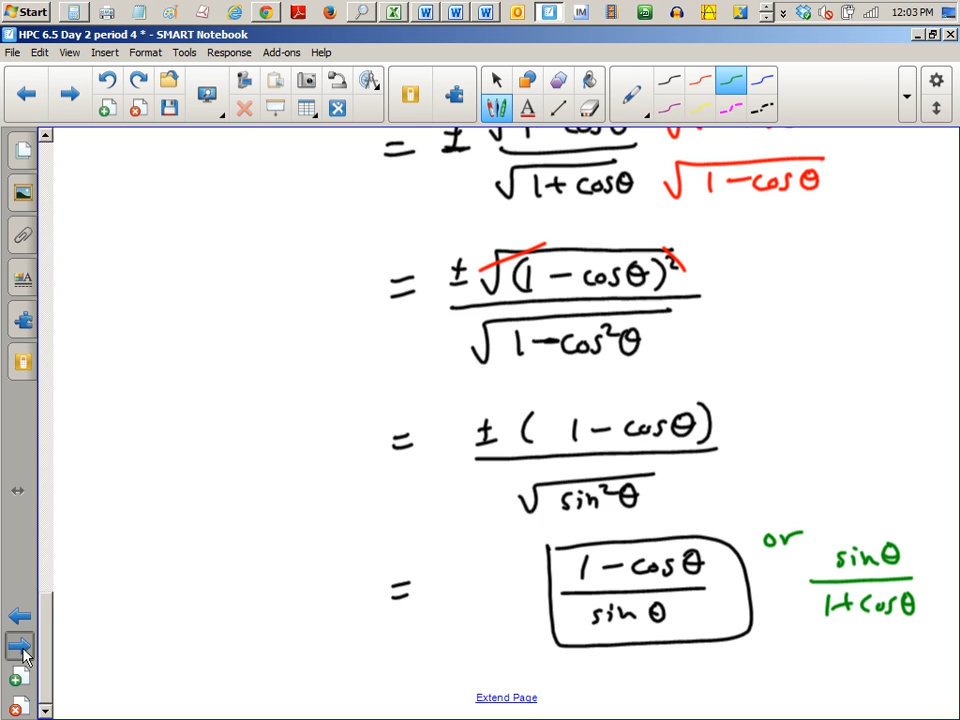 Start
12:03 PM
HPC 6.5 Day 2 period 4 * - SMART Notebook
File Edit View Insert Format Tools Response Add-ons Help
= ± √1 - cosθ
√1 + cosθ √1 - cosθ
= ± √(1 - cosθ)²
√1 - cos²θ
= ± ( 1 - cosθ)
√sin²θ
or
= 1 - cosθ sinθ
sin θ 1 + cosθ
Extend Page